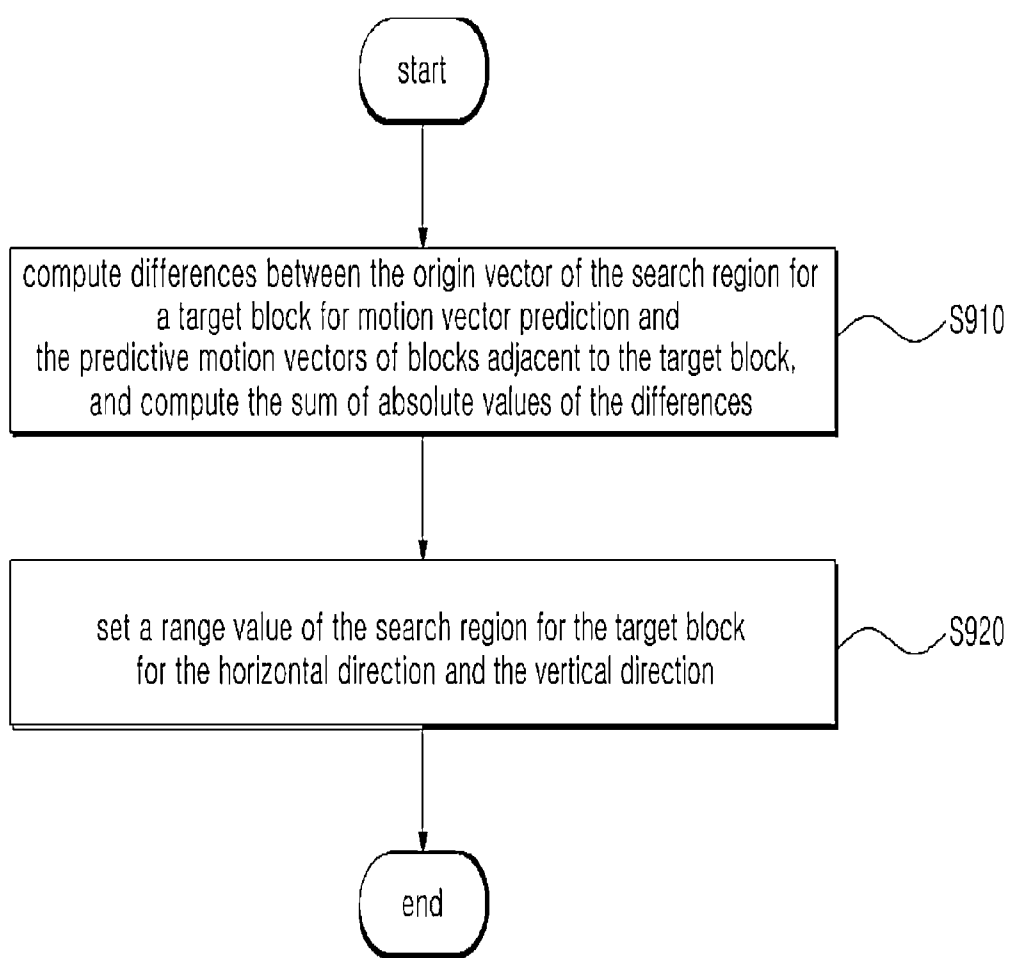 start
compute differences between the origin vector of the search region for
a target block for motion vector prediction and
the predictive motion vectors of blocks adjacent to the target block,
and compute the sum of absolute values of the differences
S910
set a range value of the search region for the target block
for the horizontal direction and the vertical direction
S920
end